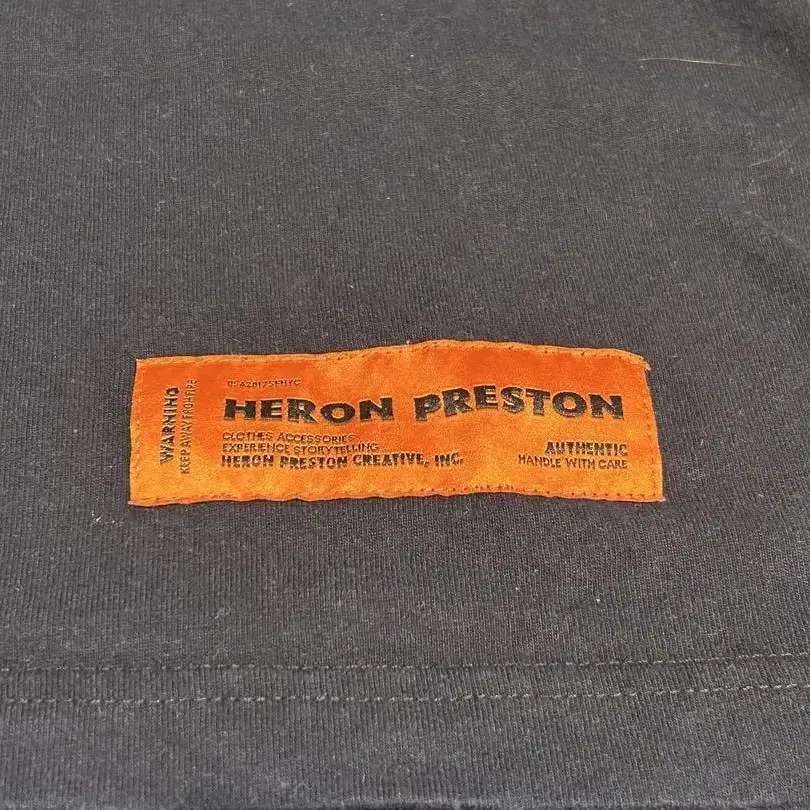 WARNING
KEEP AWAY FROM FIRE
USA2017SFNYC
HERON PRESTON
CLOTHES ACCESSORIES
EXPERIENCE STORYTELLING
HERON PRESTON CREATIVE, INC.
AUTHENTIC
HANDLE WITH CARE